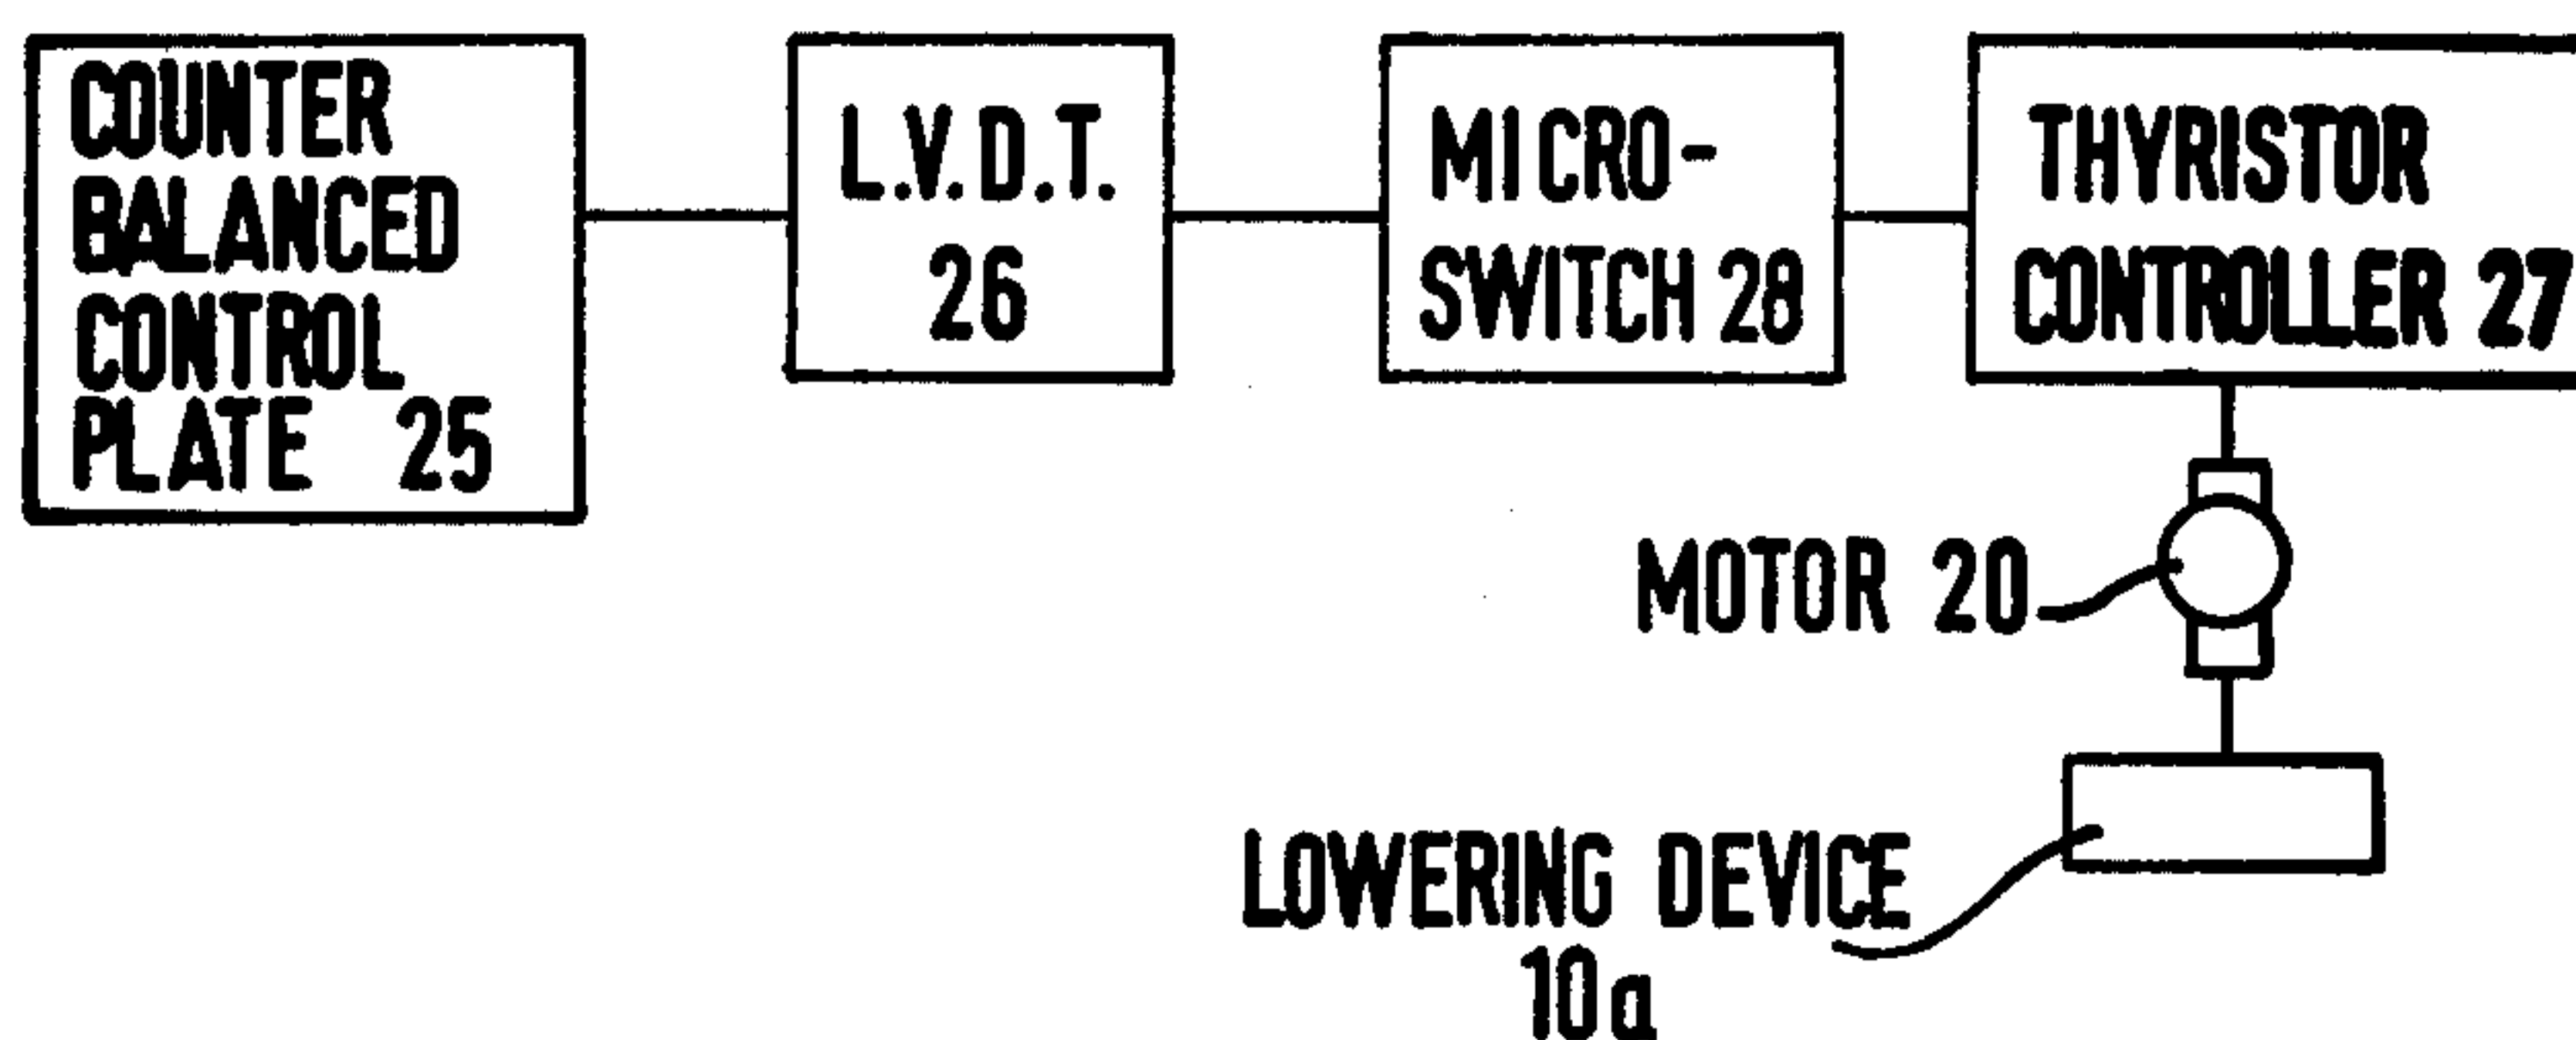 COUNTER
BALANCED
CONTROL
PLATE 25
L.V.D.T.
26
MICRO-
SWITCH 28
THYRISTOR
CONTROLLER 27
MOTOR 20
LOWERING DEVICE
10a